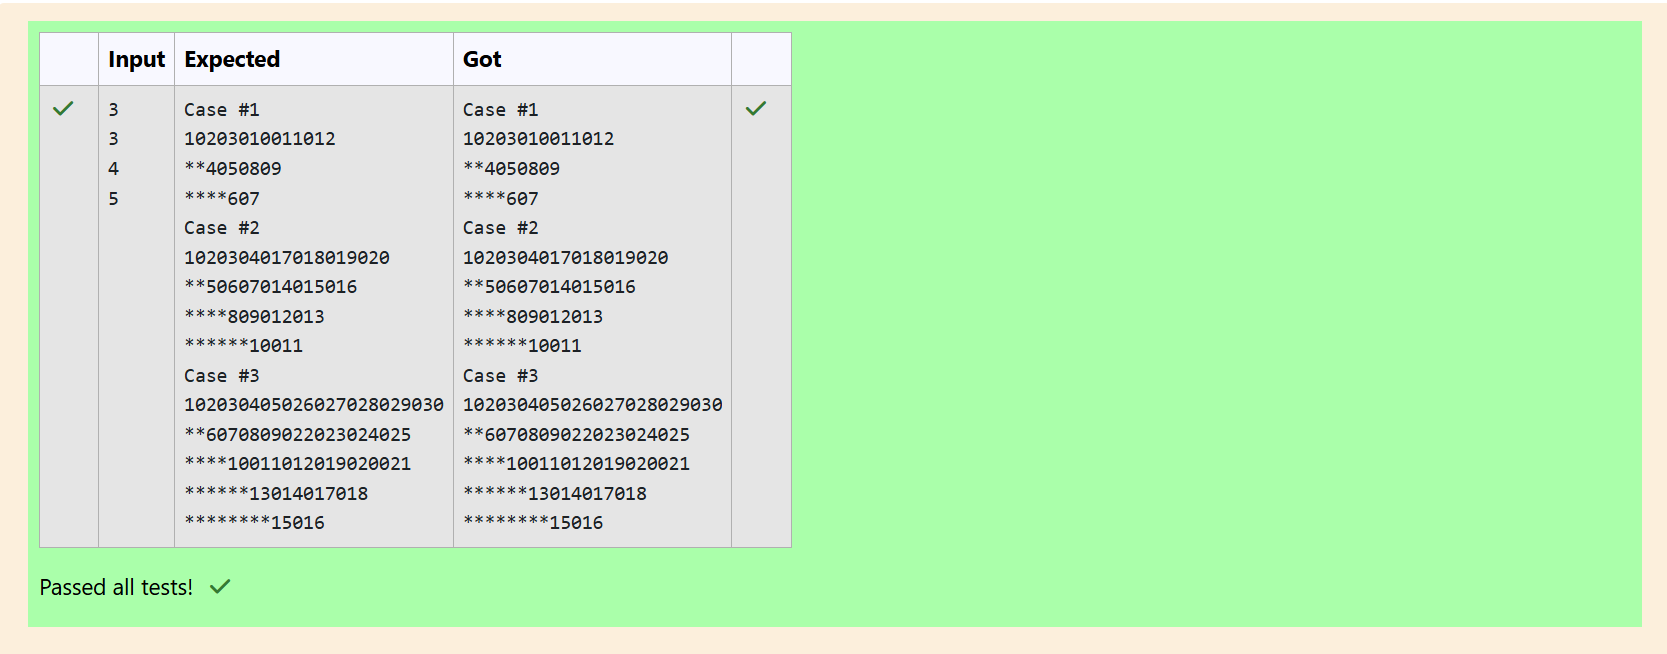 Input Expected Got
3 Case #1 Case #1
3 10203010011012 10203010011012
4 **4050809 **4050809
5 ****607 ****607
Case #2 Case #2
1020304017018019020 1020304017018019020
**50607014015016 **50607014015016
****809012013 ****809012013
******10011 ******10011
Case #3 Case #3
102030405026027028029030 102030405026027028029030
**6070809022023024025 **6070809022023024025
****10011012019020021 ****10011012019020021
******13014017018 ******13014017018
********15016 ********15016
Passed all tests!